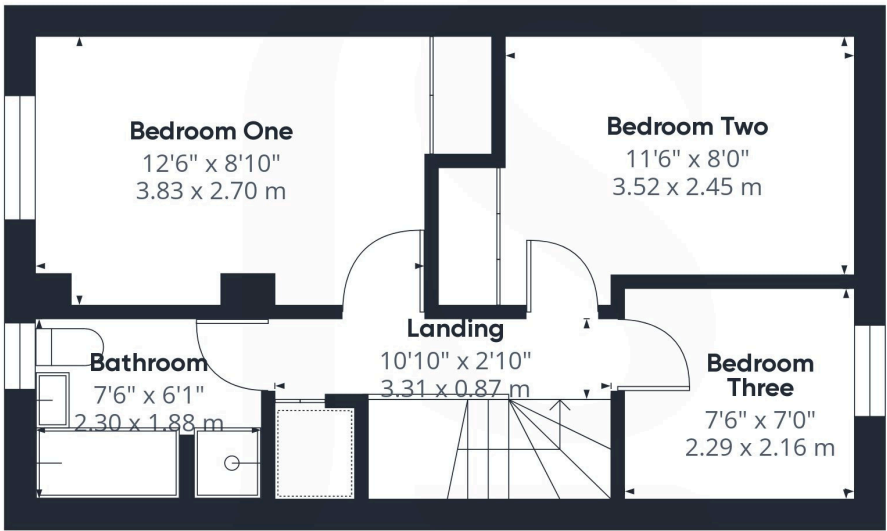 Bedroom One
12'6" x 8'10"
3.83 x 2.70 m
Bedroom Two
11'6" x 8'0"
3.52 x 2.45 m
Landing
10'10" x 2'10"
3.31 x 0.87 m
Bathroom
7'6" x 6'1"
2.30 x 1.88 m
Bedroom
Three
7'6" x 7'0"
2.29 x 2.16 m